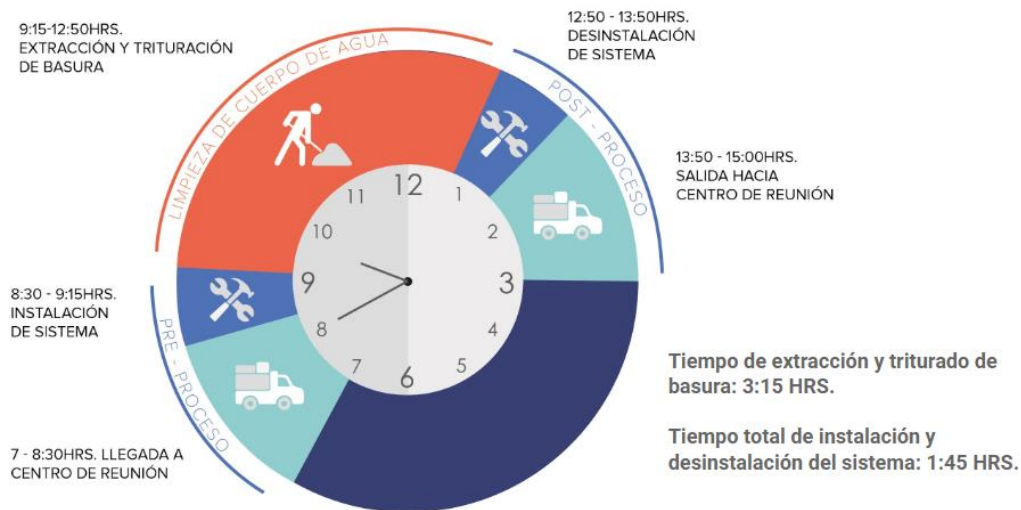 9:15-12:50HRS.
EXTRACCIÓN Y TRITURACIÓN
DE BASURA
12:50 - 13:50HRS.
DESINSTALACIÓN
DE SISTEMA
LIMPIEZA DE CUERPO DE AGUA
POST - PROCESO
13:50 - 15:00HRS.
SALIDA HACIA
CENTRO DE REUNIÓN
12
1
2
3
4
5
6
7
8
9
10
11
8:30 - 9:15HRS.
INSTALACIÓN
DE SISTEMA
PRE - PROCESO
7 - 8:30HRS. LLEGADA A
CENTRO DE REUNIÓN
Tiempo de extracción y triturado de
basura: 3:15 HRS.
Tiempo total de instalación y
desinstalación del sistema: 1:45 HRS.